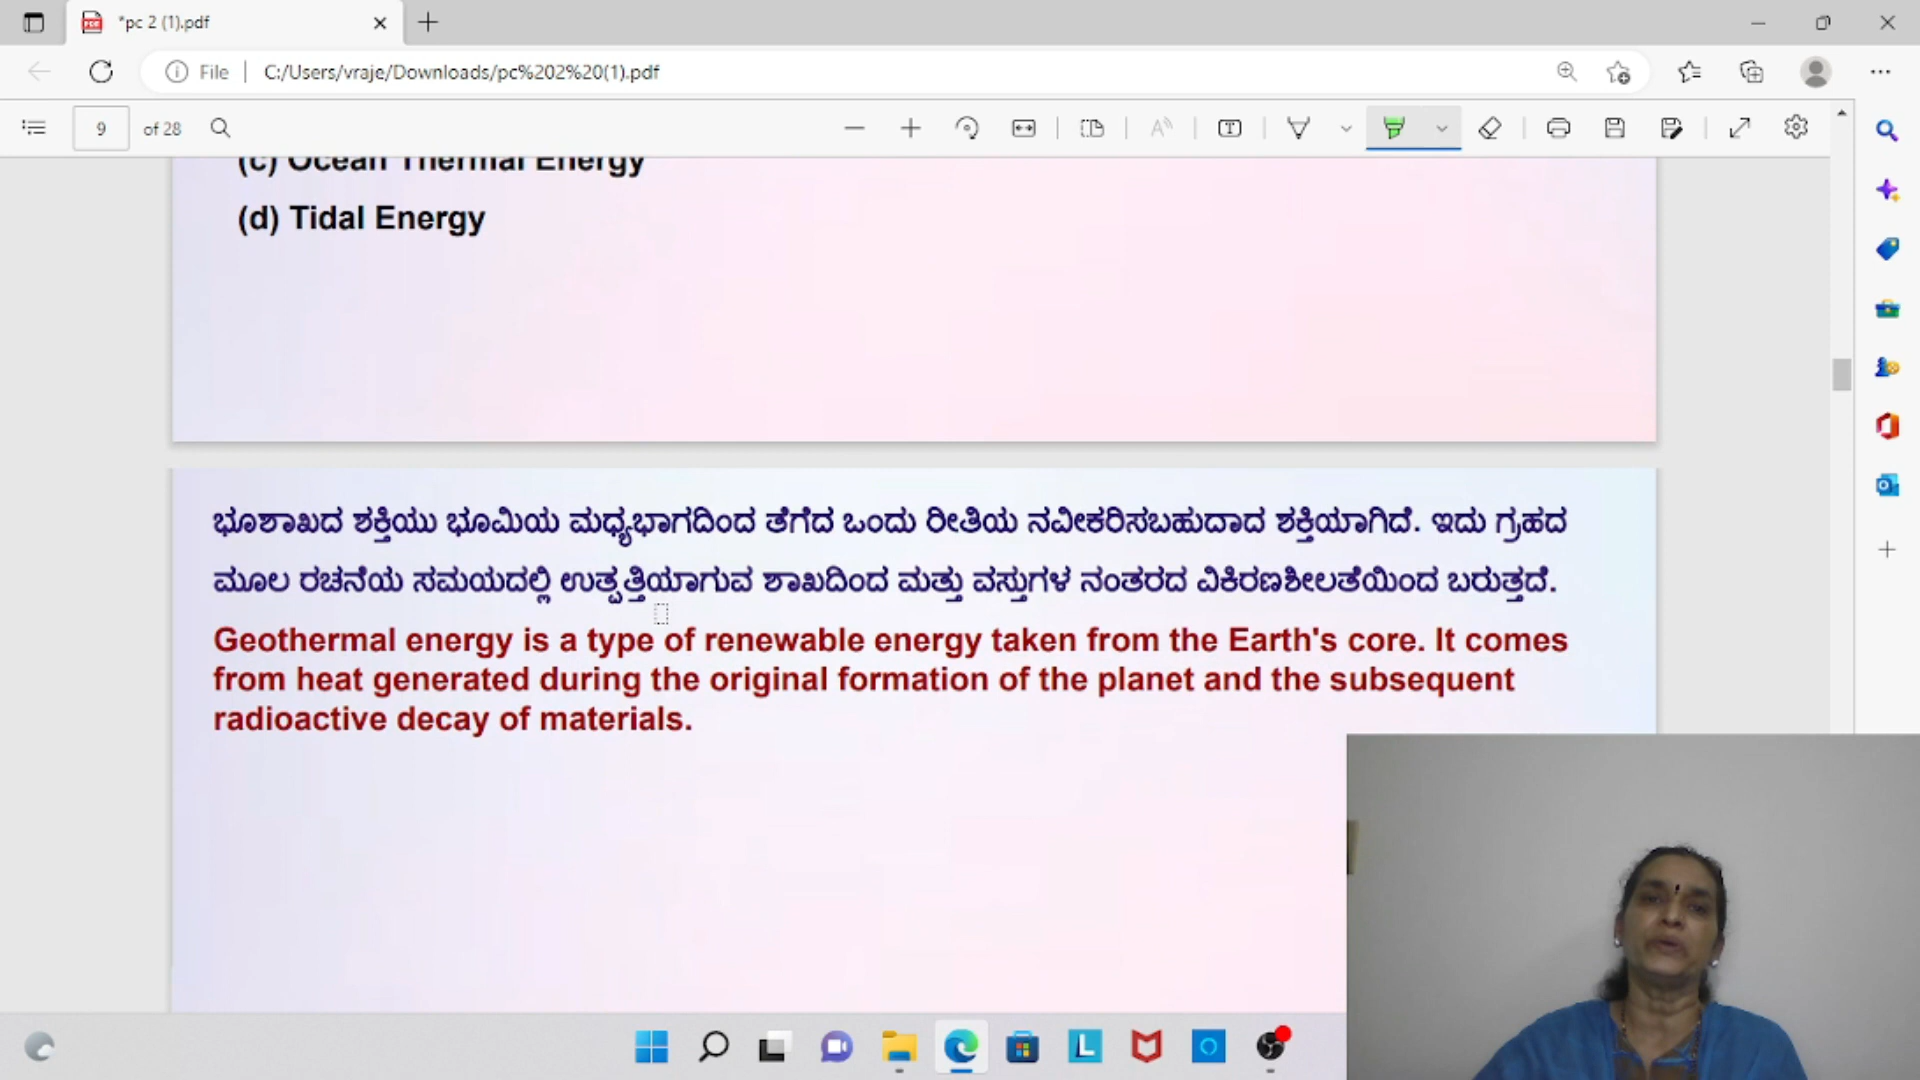 *pc 2 (1).pdf
File
C:/Users/vraje/Downloads/pc%202%20(1).pdf
9 of 28
(c) Ocean Thermal Energy
(d) Tidal Energy
ಭೂಶಾಖದ ಶಕ್ತಿಯು ಭೂಮಿಯ ಮಧ್ಯಭಾಗದಿಂದ ತೆಗೆದ ಒಂದು ರೀತಿಯ ನವೀಕರಿಸಬಹುದಾದ ಶಕ್ತಿಯಾಗಿದೆ. ಇದು ಗ್ರಹದ
ಮೂಲ ರಚನೆಯ ಸಮಯದಲ್ಲಿ ಉತ್ಪತ್ತಿಯಾಗುವ ಶಾಖದಿಂದ ಮತ್ತು ವಸ್ತುಗಳ ನಂತರದ ವಿಕಿರಣಶೀಲತೆಯಿಂದ ಬರುತ್ತದೆ.
Geothermal energy is a type of renewable energy taken from the Earth's core. It comes
from heat generated during the original formation of the planet and the subsequent
radioactive decay of materials.